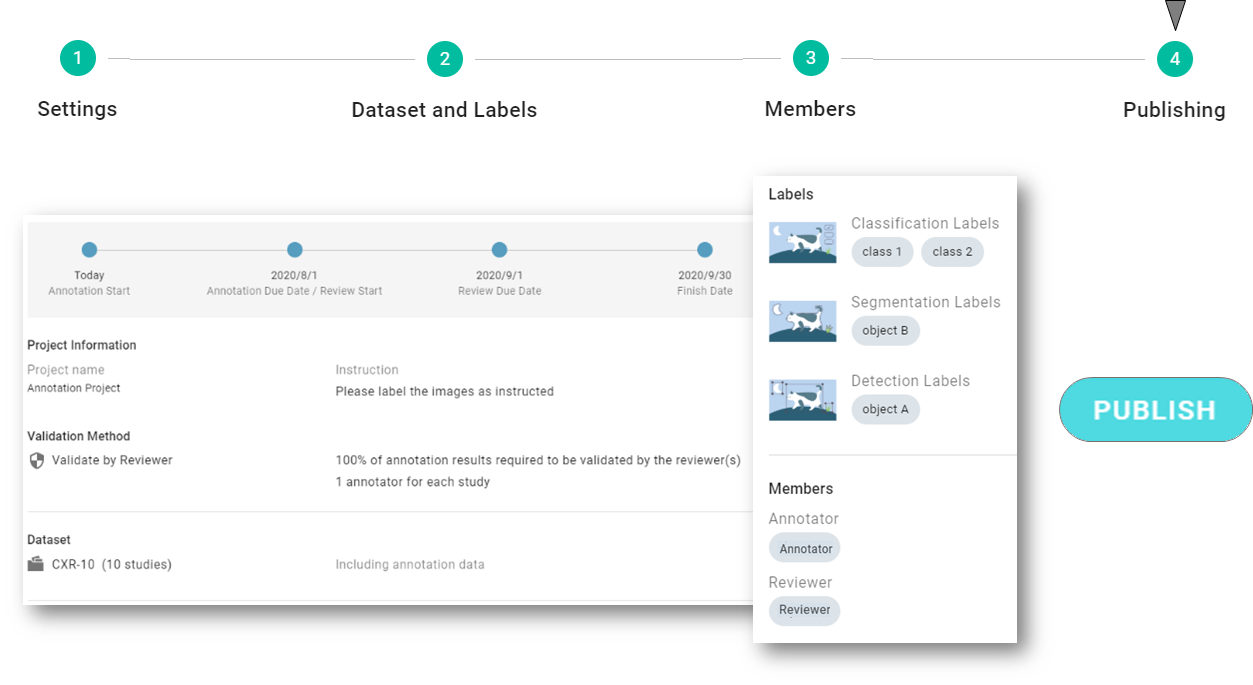 1
2
3
4
Settings
Dataset and Labels
Members
Publishing
Today
Annotation Start
2020/8/1
Annotation Due Date / Review Start
2020/9/1
Review Due Date
2020/9/30
Finish Date
Project Information
Project name
Annotation Project
Instruction
Please label the images as instructed
Validation Method
Validate by Reviewer
100% of annotation results required to be validated by the reviewer(s)
1 annotator for each study
Dataset
CXR-10 (10 studies)
Including annotation data
Labels
Classification Labels
class 1
class 2
Segmentation Labels
object B
Detection Labels
object A
Members
Annotator
Annotator
Reviewer
Reviewer
PUBLISH